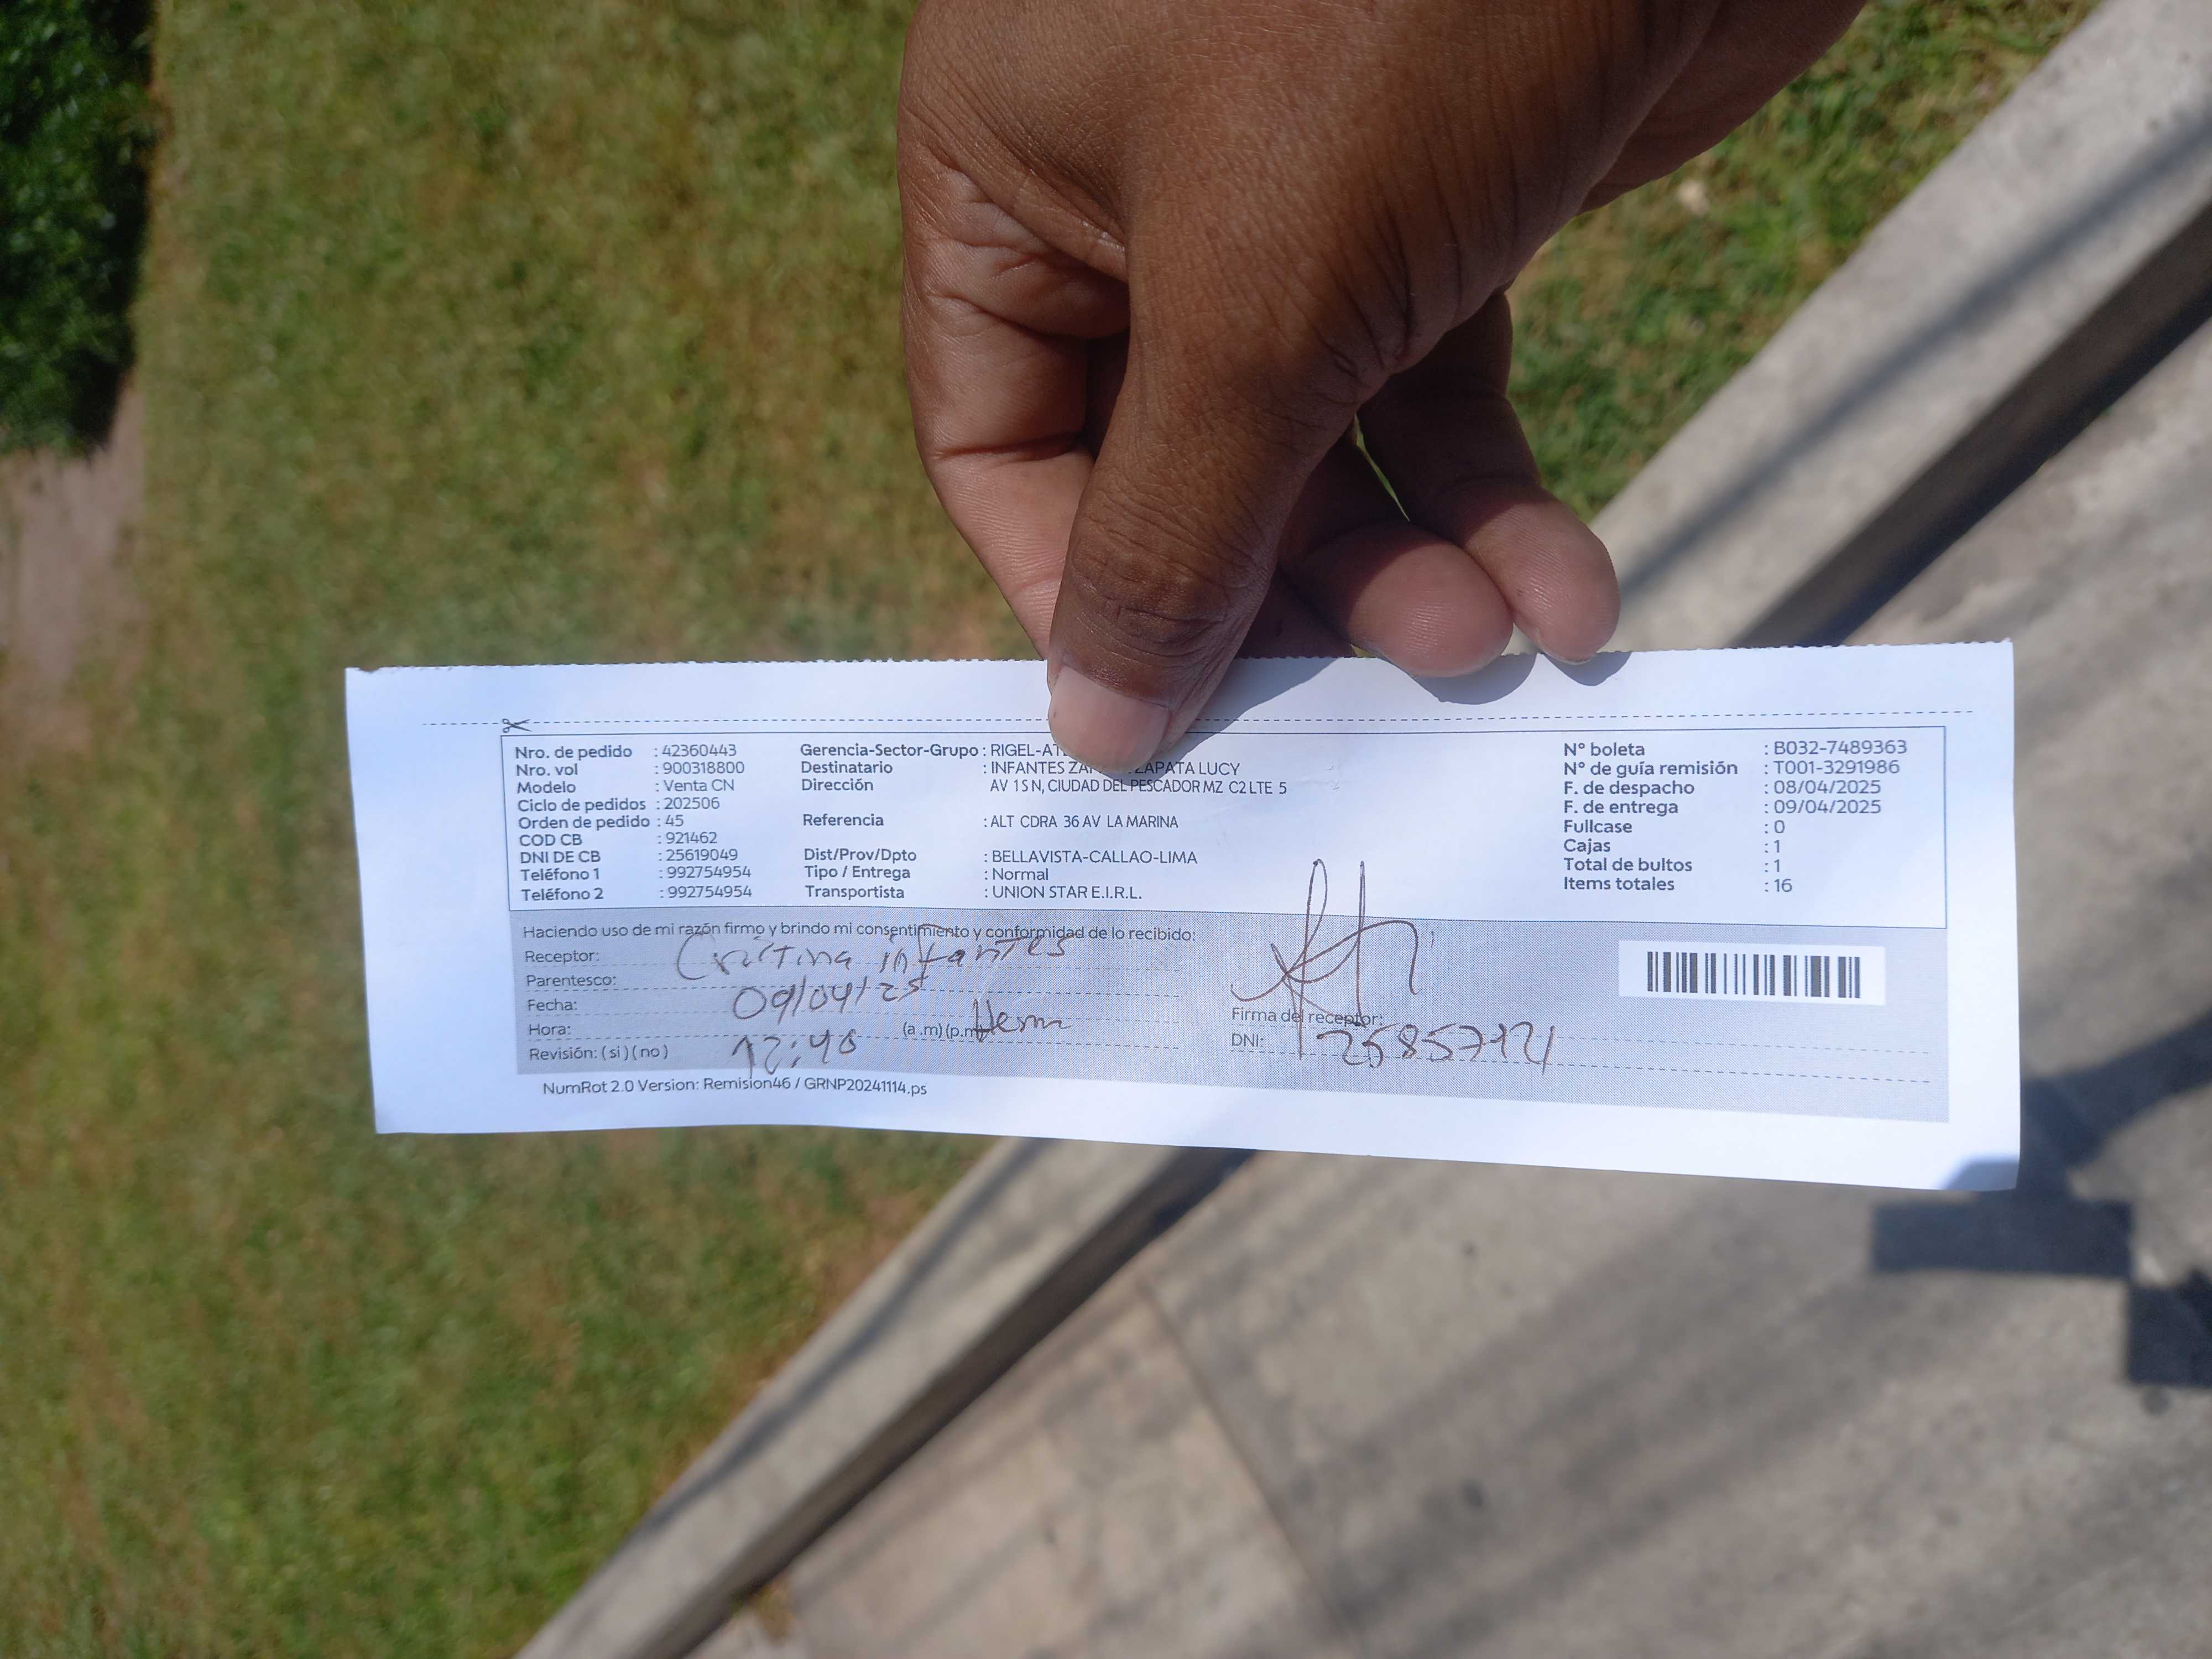 Nro. de pedido : 42360443 Gerencia-Sector-Grupo : RIGEL- Nº boleta : B032-7489363
Nro. vol : 900318800 Destinatario : INFANTES ZAPATA LUCY Nº de guía remisión : T001-3291986
Modelo : Venta CN Dirección AV 1 S N, CIUDAD DEL PESCADOR MZ C2 LTE 5 F. de despacho : 08/04/2025
Ciclo de pedidos : 202506 F. de entrega : 09/04/2025
Orden de pedido : 45 Referencia : ALT CDRA 36 AV LA MARINA Fullcase : 0
COD CB : 921462 Cajas : 1
DNI DE CB : 25619049 Dist/Prov/Dpto : BELLAVISTA-CALLAO-LIMA Total de bultos : 1
Teléfono 1 : 992754954 Tipo / Entrega : Normal Items totales : 16
Teléfono 2 : 992754954 Transportista : UNION STAR E.I.R.L.
Haciendo uso de mi razón firmo y brindo mi consentimiento y conformidad de lo recibido:
Receptor: Cristina infantes
Parentesco:
Fecha: 09/04/25
Hora: (a .m) (p.m) Herm
Revisión: ( si ) ( no ) 12:40
Firma del receptor:
DNI:
NumRot 2.0 Version: Remision46 / GRNP20241114.ps